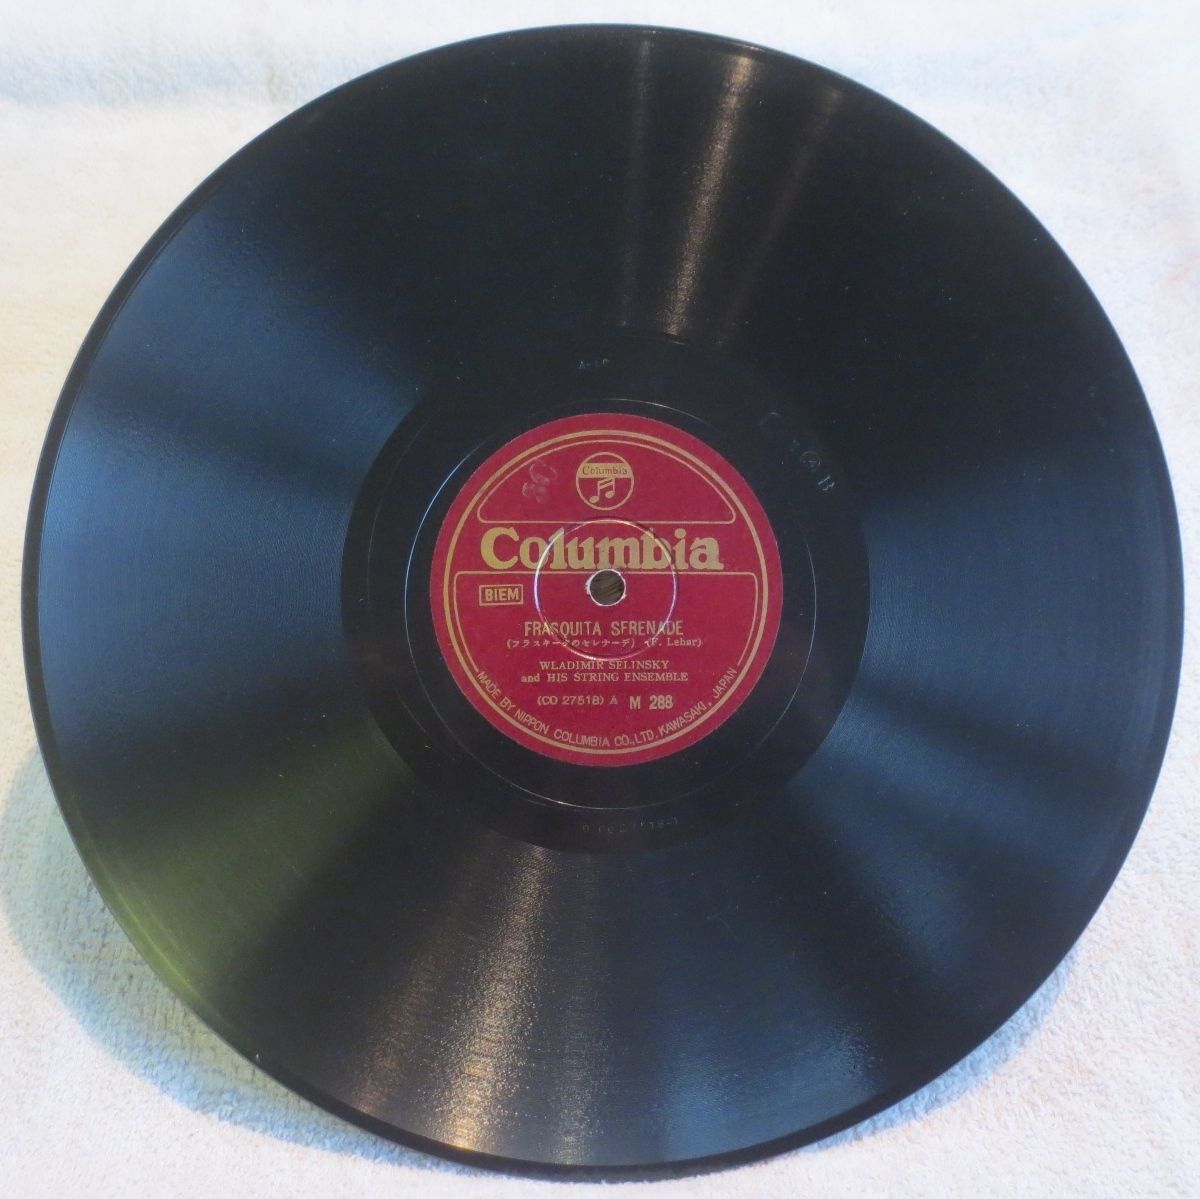 Columbia
Columbia
BIEM
FRASQUITA SERENADE
(フラスキータのセレナーデ) (F. Lehar)
WLADIMIR SELINSKY
and HIS STRING ENSEMBLE
(CO 27518) A M 288
MADE BY NIPPON COLUMBIA CO., LTD. KAWASAKI, JAPAN